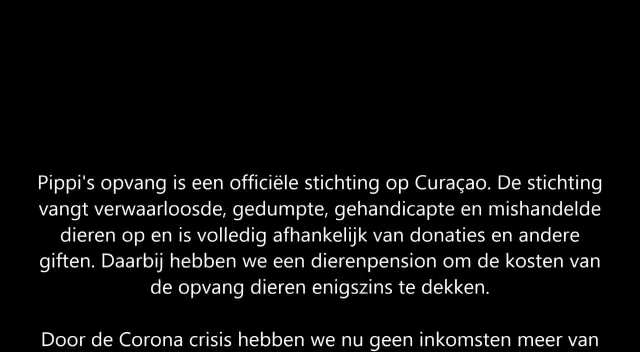 Pippi's opvang is een officiële stichting op Curaçao. De stichting
vangt verwaarloosde, gedumpte, gehandicapte en mishandelde
dieren op en is volledig afhankelijk van donaties en andere
giften. Daarbij hebben we een dierenpension om de kosten van
de opvang dieren enigszins te dekken.
Door de Corona crisis hebben we nu geen inkomsten meer van